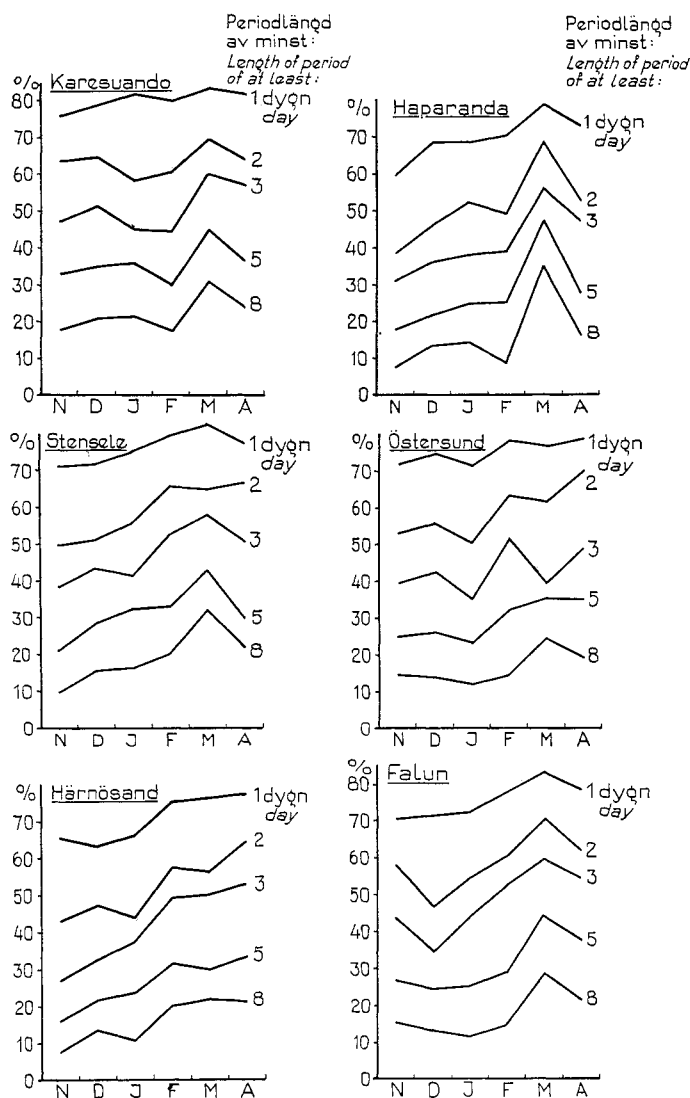 Periodlängd
av minst:
Length of period
of at least:
Periodlängd
av minst:
Length of period
of at least:
%
Karesuando
80
70
60
50
40
30
20
10
0
N D J F M A
1 dygn
day
2
3
5
8
%
Haparanda
70
60
50
40
30
20
10
0
N D J F M A
1 dygn
day
2
3
5
8
%
Stensele
70
60
50
40
30
20
10
0
N D J F M A
1 dygn
day
2
3
5
8
%
Östersund
70
60
50
40
30
20
10
0
N D J F M A
1 dygn
day
2
3
5
8
%
Härnösand
70
60
50
40
30
20
10
0
N D J F M A
1 dygn
day
2
3
5
8
%
Falun
80
70
60
50
40
30
20
10
0
N D J F M A
1 dygn
day
2
3
5
8